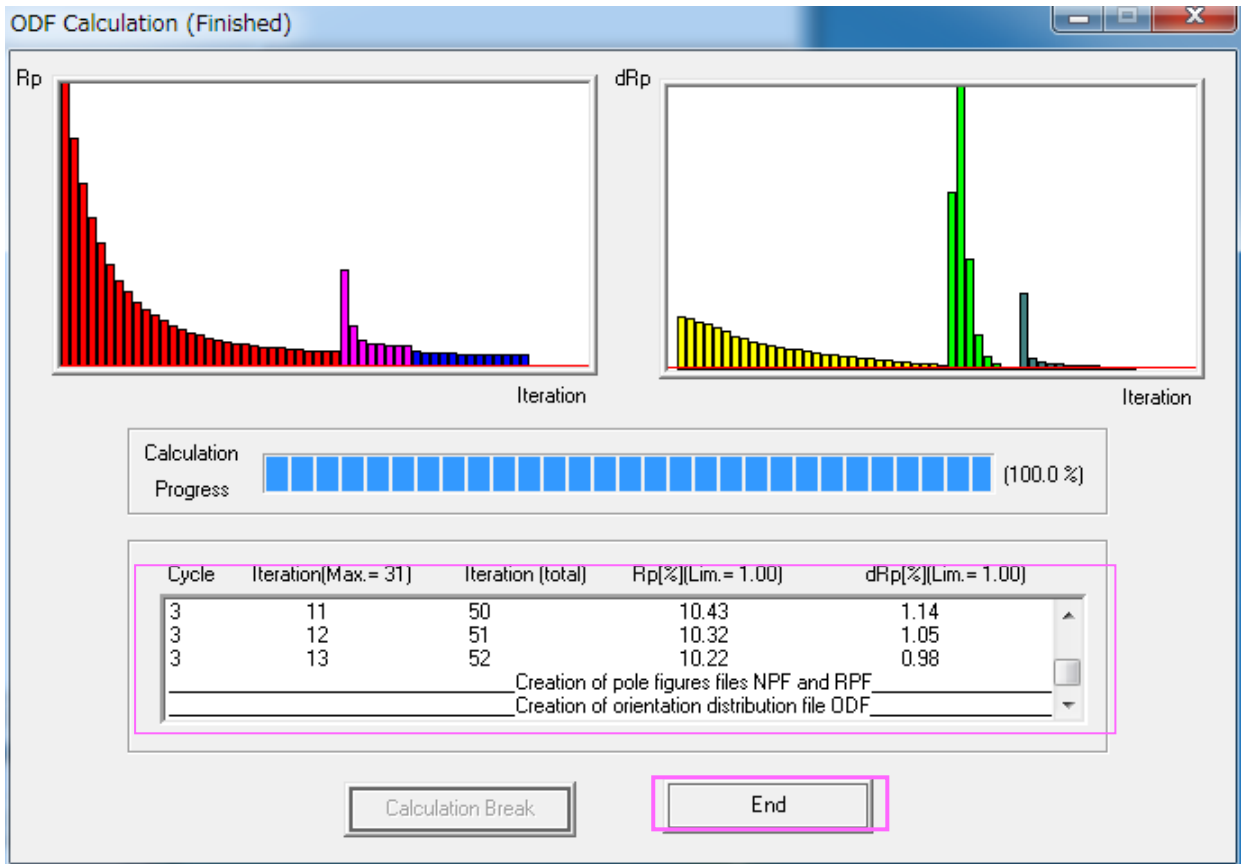 ODF Calculation (Finished)
Rp
dRp
Iteration
Iteration
Calculation Progress
(100.0 %)
Cycle Iteration(Max.= 31) Iteration (total) Rp[%](Lim.= 1.00) dRp[%](Lim.= 1.00)
3 11 50 10.43 1.14
3 12 51 10.32 1.05
3 13 52 10.22 0.98
Creation of pole figures files NPF and RPF
Creation of orientation distribution file ODF
Calculation Break
End